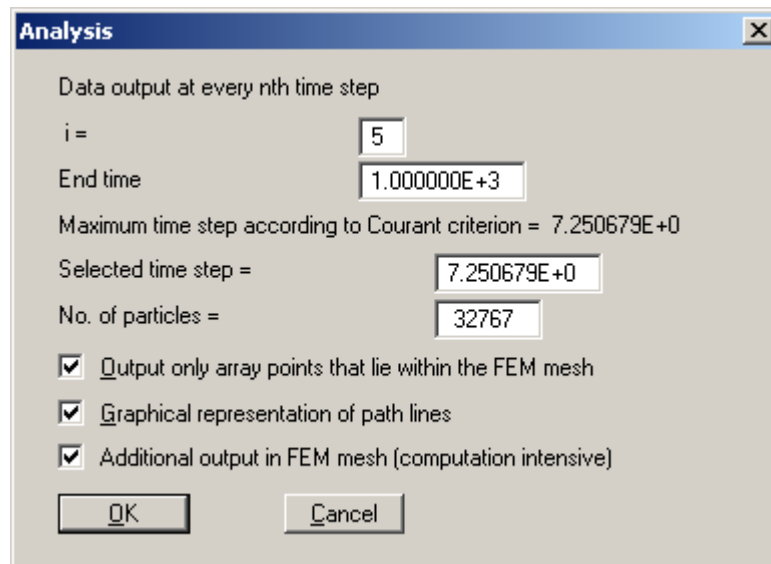 Analysis
Data output at every nth time step
i = 5
End time 1.000000E+3
Maximum time step according to Courant criterion = 7.250679E+0
Selected time step = 7.250679E+0
No. of particles = 32767
Output only array points that lie within the FEM mesh
Graphical representation of path lines
Additional output in FEM mesh (computation intensive)
OK Cancel